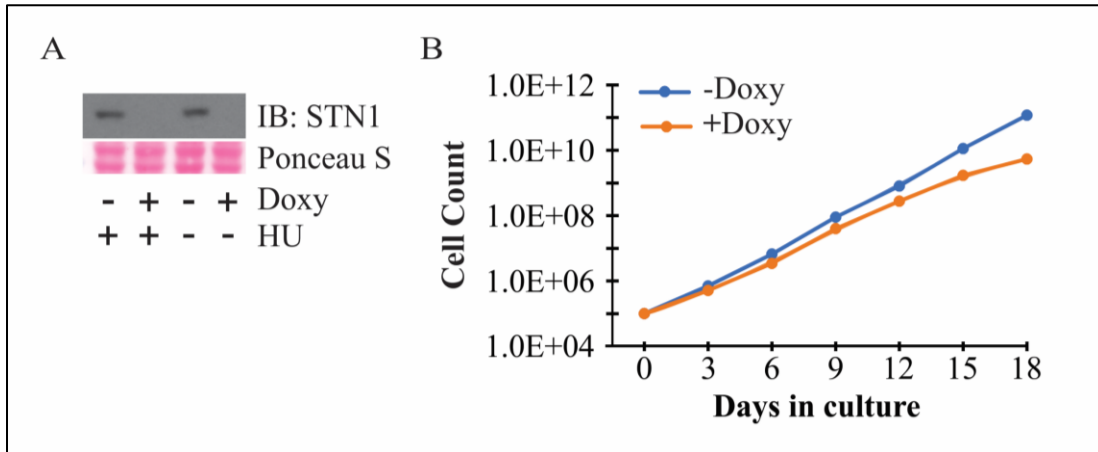 A
IB: STN1
Ponceau S
- + - + Doxy
+ + - - HU
B
-Doxy
+Doxy
1.0E+12
1.0E+10
1.0E+08
1.0E+06
1.0E+04
Cell Count
0 3 6 9 12 15 18
Days in culture